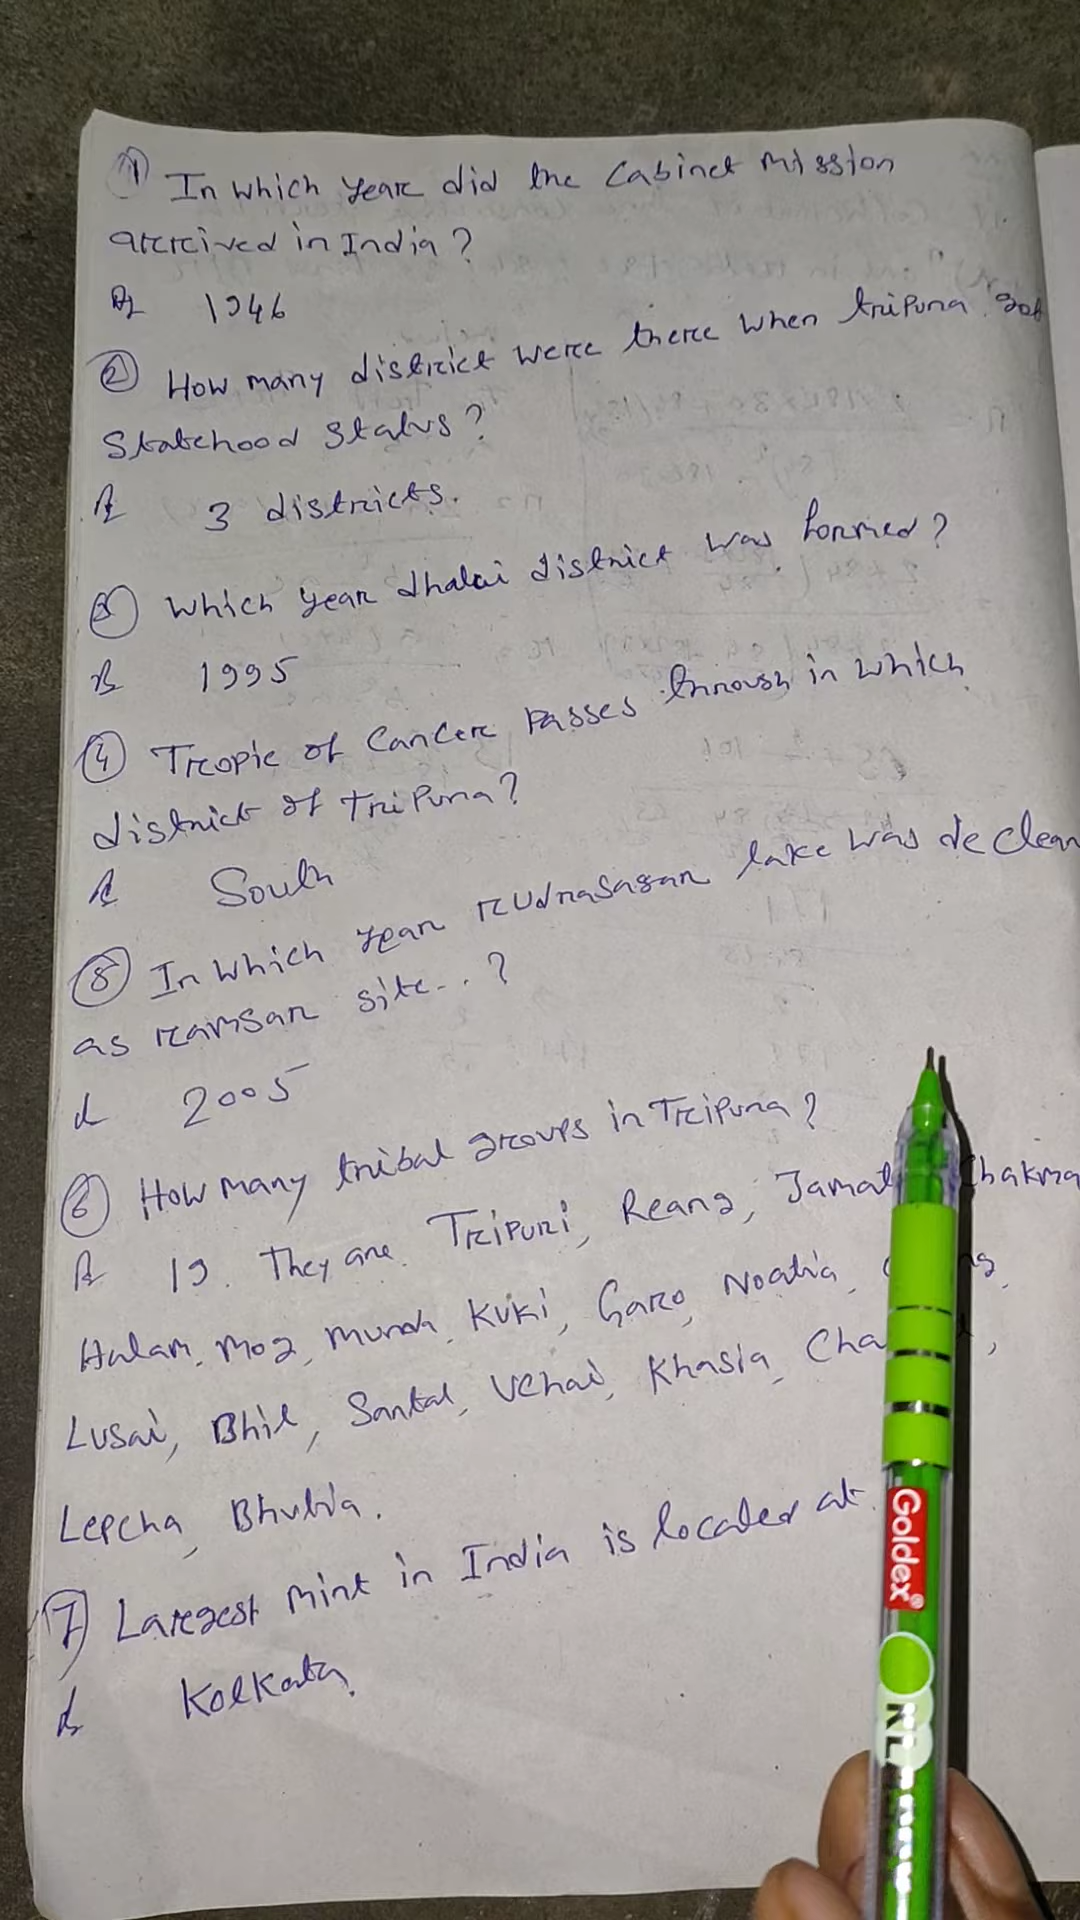 1 In which year did the Cabinet Mission
arrived in India?
A 1946
2 How many district were there when tripura got
Statehood status?
A 3 districts.
3 Which year dhalai district was formed?
A 1995
4 Tropic of Cancer passes through in which
district of Tripura?
A South
5 In which year rudrasagar lake was declear
as ramsar site...?
A 2005
6 How many tribal groups in Tripura?
A 19. They are Tripuri, Reang, Jamat Chakma
Halam, Mog, Munda, Kuki, Garo, Noatia,
Lusai, Bhil, Santal, Uchai, Khasia, Cha ,
Lepcha, Bhutia.
7 Largest mint in India is located at
A Kolkata.
Goldex®